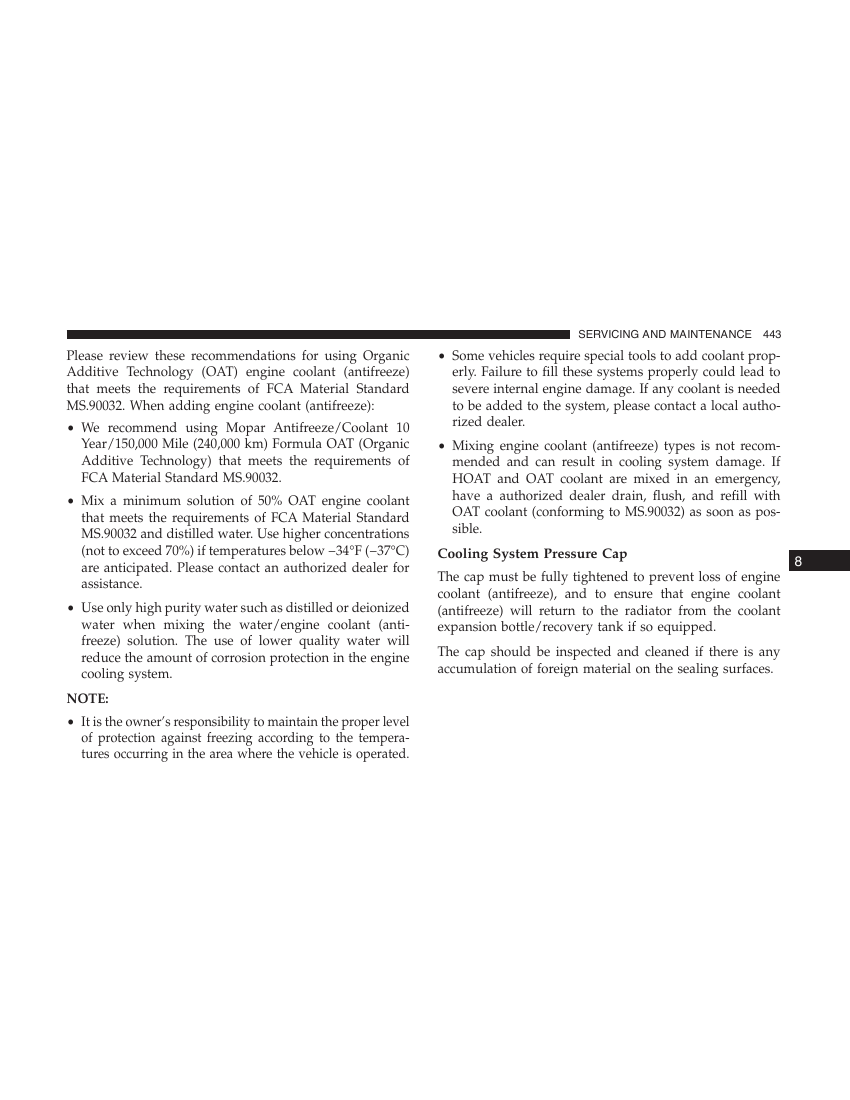 SERVICING AND MAINTENANCE 443
Please review these recommendations for using Organic
Additive Technology (OAT) engine coolant (antifreeze)
that meets the requirements of FCA Material Standard
MS.90032. When adding engine coolant (antifreeze):
• We recommend using Mopar Antifreeze/Coolant 10
Year/150,000 Mile (240,000 km) Formula OAT (Organic
Additive Technology) that meets the requirements of
FCA Material Standard MS.90032.
• Mix a minimum solution of 50% OAT engine coolant
that meets the requirements of FCA Material Standard
MS.90032 and distilled water. Use higher concentrations
(not to exceed 70%) if temperatures below −34°F (−37°C)
are anticipated. Please contact an authorized dealer for
assistance.
• Use only high purity water such as distilled or deionized
water when mixing the water/engine coolant (anti-
freeze) solution. The use of lower quality water will
reduce the amount of corrosion protection in the engine
cooling system.
NOTE:
• It is the owner's responsibility to maintain the proper level
of protection against freezing according to the tempera-
tures occurring in the area where the vehicle is operated.
• Some vehicles require special tools to add coolant prop-
erly. Failure to fill these systems properly could lead to
severe internal engine damage. If any coolant is needed
to be added to the system, please contact a local autho-
rized dealer.
• Mixing engine coolant (antifreeze) types is not recom-
mended and can result in cooling system damage. If
HOAT and OAT coolant are mixed in an emergency,
have a authorized dealer drain, flush, and refill with
OAT coolant (conforming to MS.90032) as soon as pos-
sible.
Cooling System Pressure Cap
The cap must be fully tightened to prevent loss of engine
coolant (antifreeze), and to ensure that engine coolant
(antifreeze) will return to the radiator from the coolant
expansion bottle/recovery tank if so equipped.
The cap should be inspected and cleaned if there is any
accumulation of foreign material on the sealing surfaces.
8